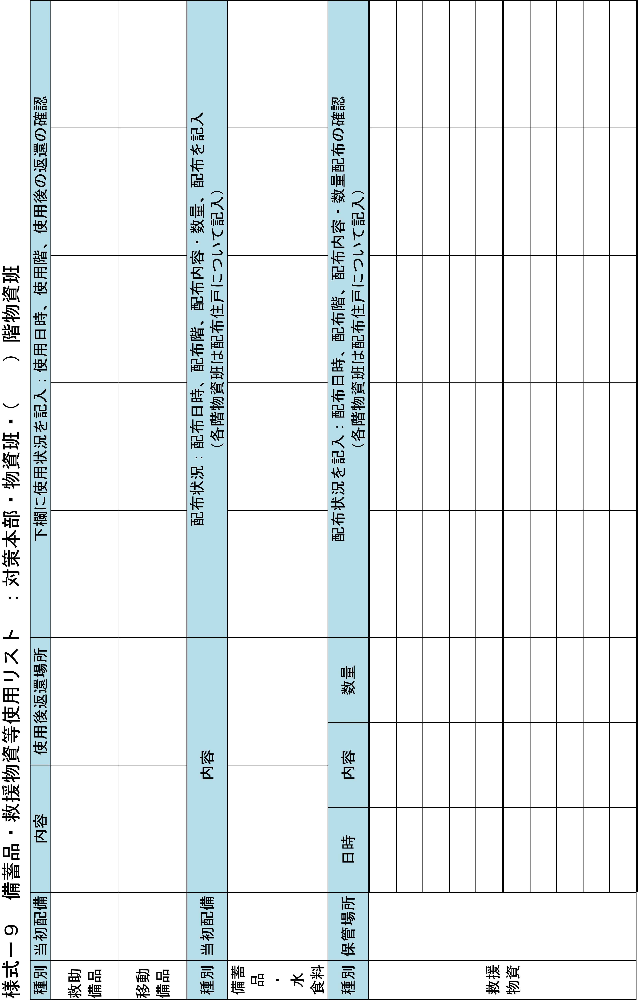 様式－９　備蓄品・救援物資等使用リスト　：対策本部・物資班・（　　）階物資班
種別
当初配備
内容
使用後返還場所
下欄に使用状況を記入：使用日時、使用階、使用後の返還の確認
救助
備品
移動
備品
種別
当初配備
内容
配布状況：配布日時、配布階、配布内容・数量、配布を記入
（各階物資班は配布住戸について記入）
備蓄
品
・
水
食料
種別
保管場所
日時
内容
数量
配布状況を記入：配布日時、配布階、配布内容・数量配布の確認
（各階物資班は配布住戸について記入）
救援
物資